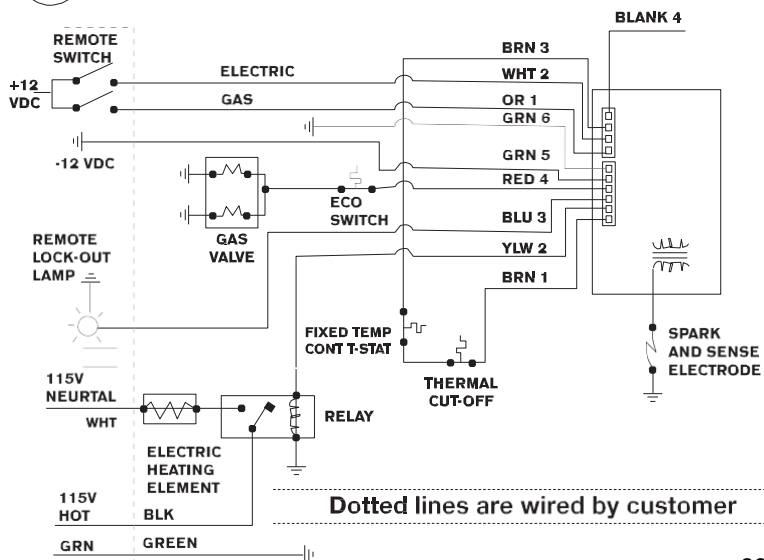 BLANK 4
REMOTE
SWITCH
+12
VDC
ELECTRIC
GAS
-12 VDC
BRN 3
WHT 2
OR 1
GRN 6
GRN 5
RED 4
BLU 3
YLW 2
BRN 1
ECO
SWITCH
GAS
VALVE
REMOTE
LOCK-OUT
LAMP
FIXED TEMP
CONT T-STAT
THERMAL
CUT-OFF
SPARK
AND SENSE
ELECTRODE
115V
NEURTAL
WHT
RELAY
ELECTRIC
HEATING
ELEMENT
115V
HOT
BLK
GRN
GREEN
Dotted lines are wired by customer